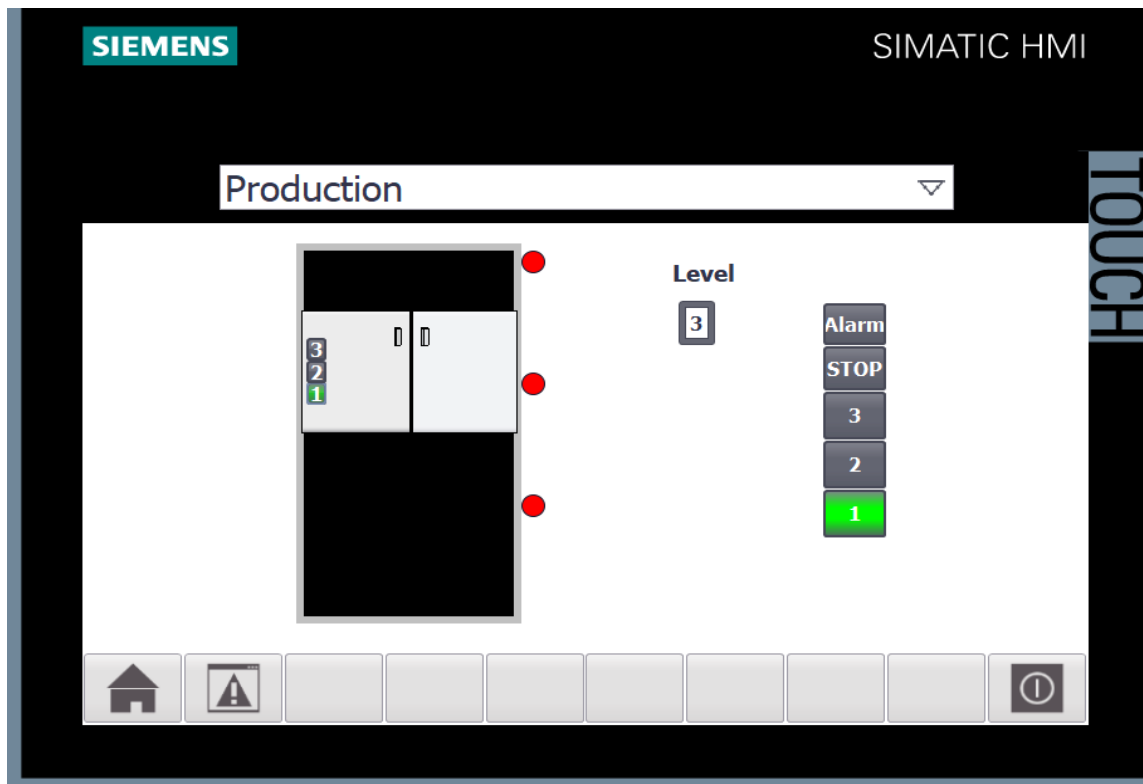 SIEMENS
SIMATIC HMI
TOUCH
Production
Level
3
3
2
1
Alarm
STOP
3
2
1